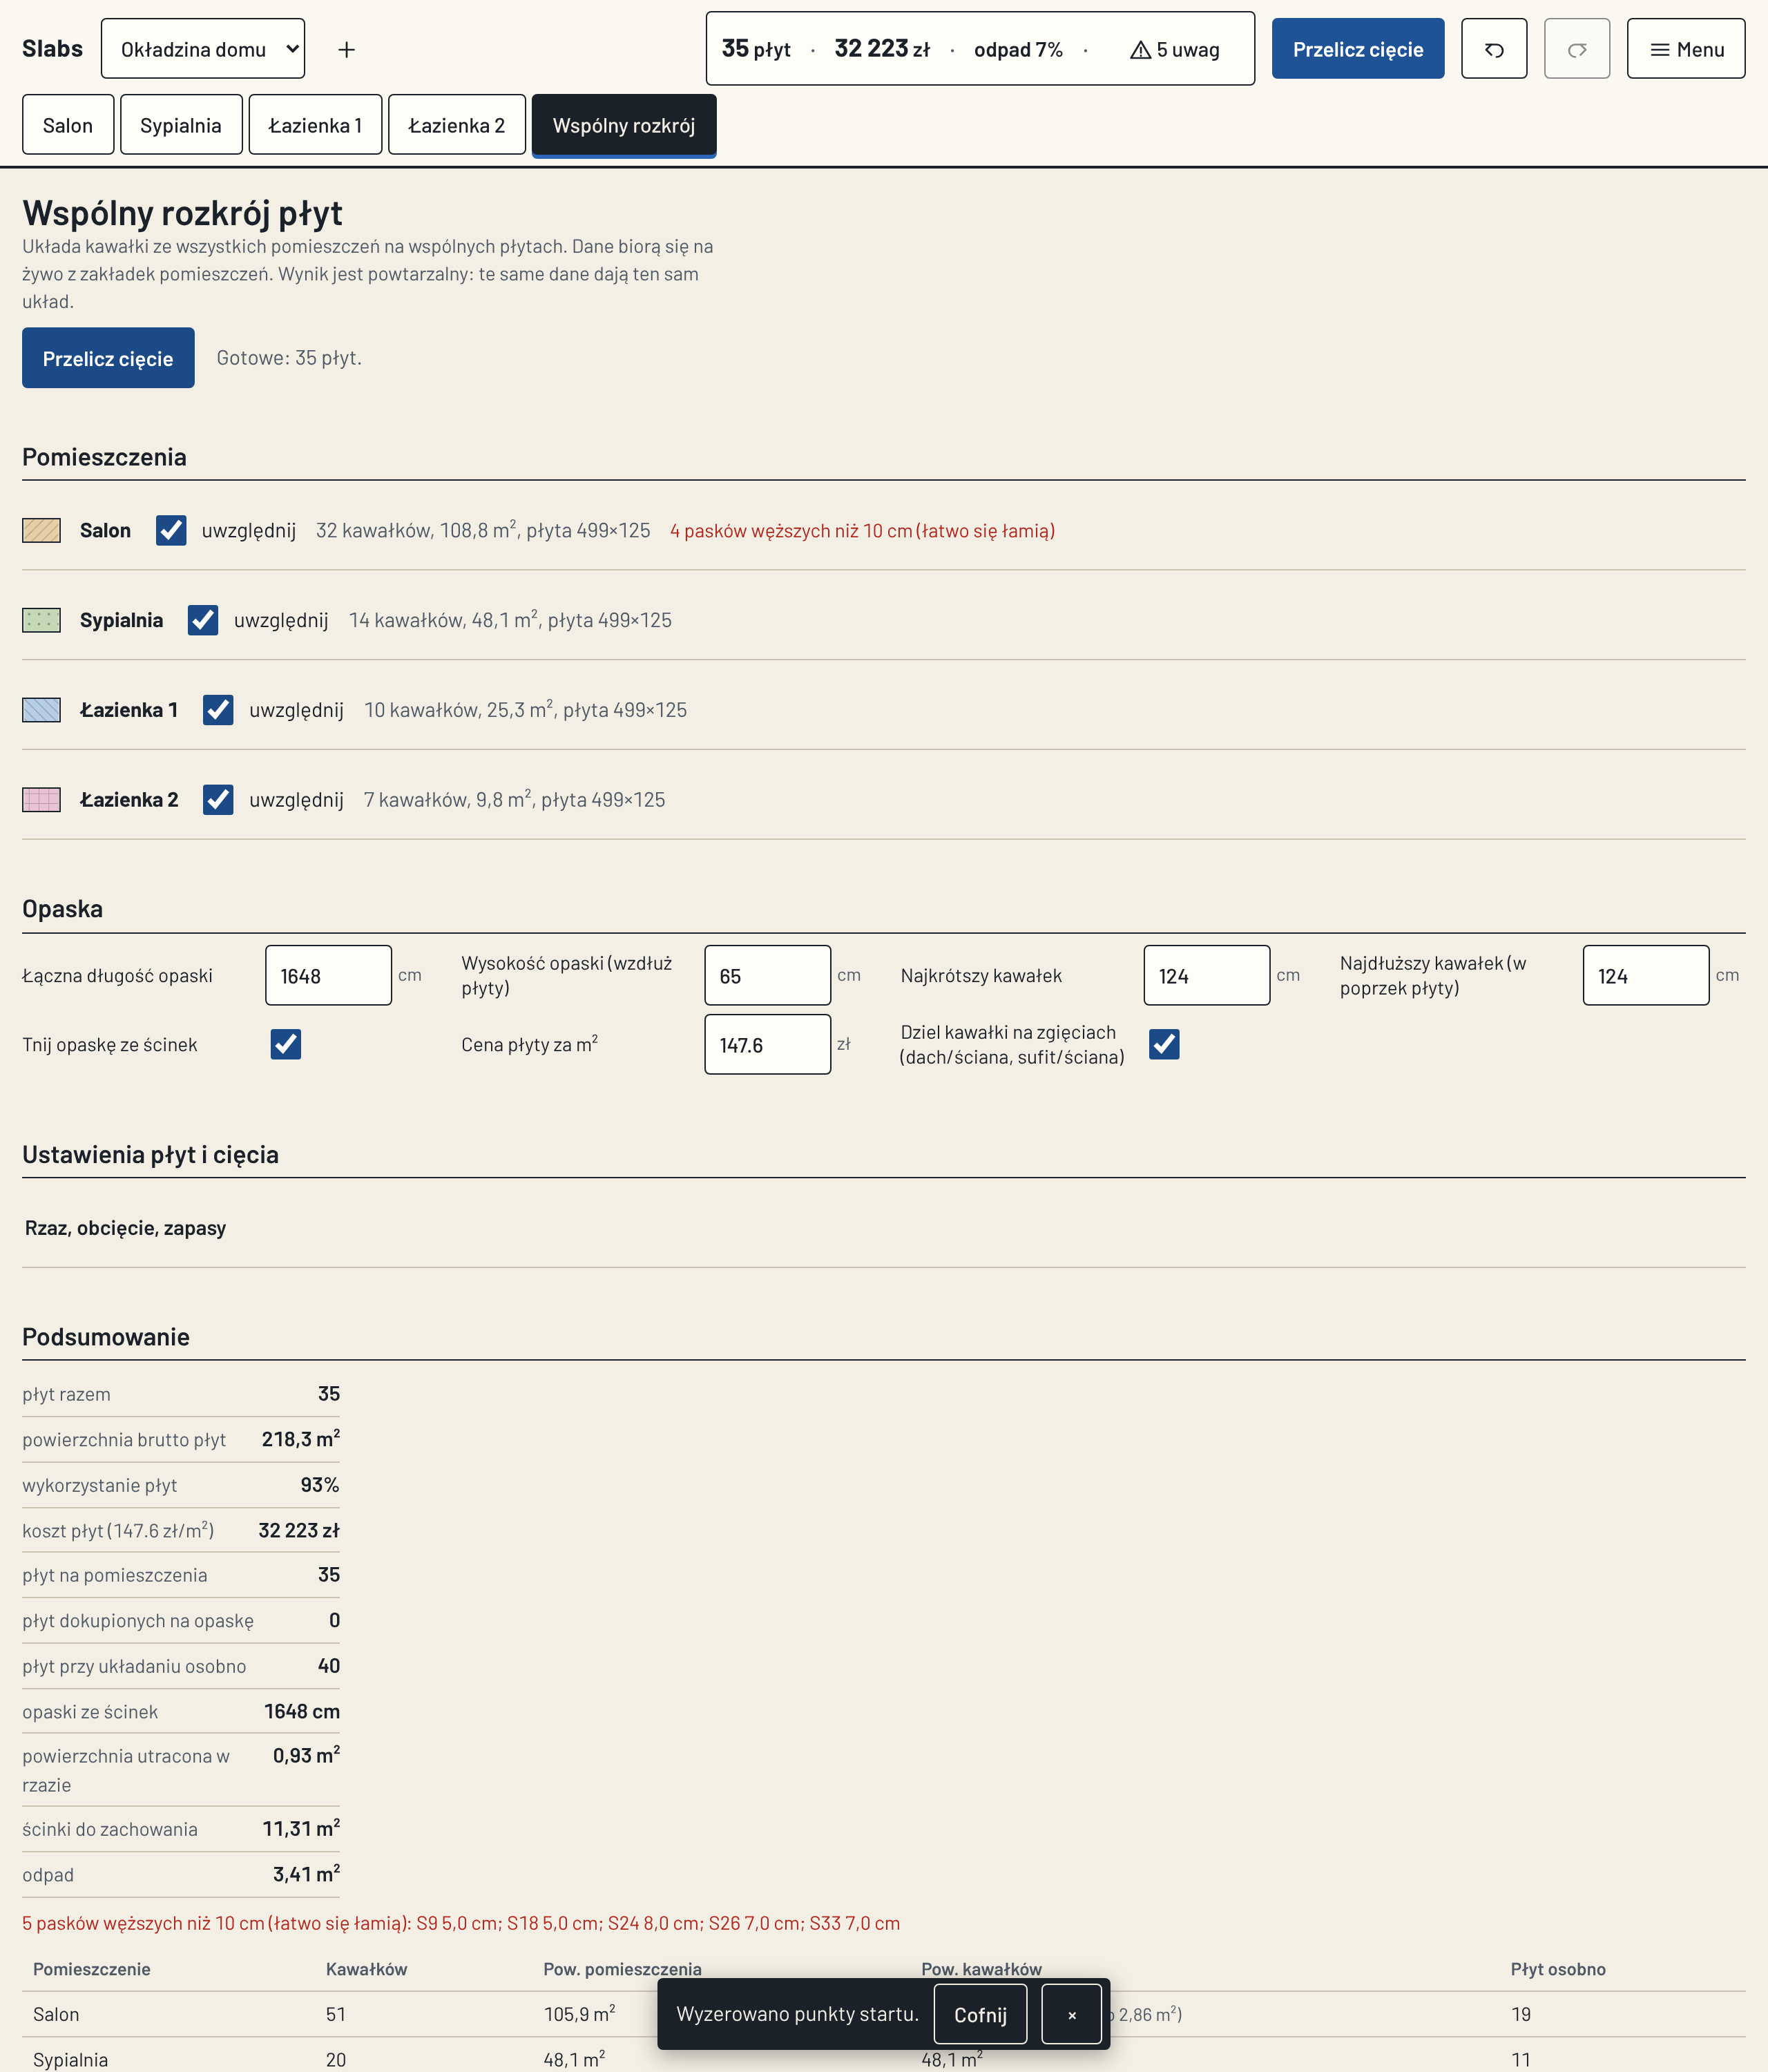 Slabs
Okładzina domu
+
35 płyt · 32 223 zł · odpad 7% · 5 uwag
Przelicz cięcie
Menu
Salon
Sypialnia
Łazienka 1
Łazienka 2
Wspólny rozkrój
Wspólny rozkrój płyt
Układa kawałki ze wszystkich pomieszczeń na wspólnych płytach. Dane biorą się na
żywo z zakładek pomieszczeń. Wynik jest powtarzalny: te same dane dają ten sam
układ.
Przelicz cięcie
Gotowe: 35 płyt.
Pomieszczenia
Salon uwzględnij 32 kawałków, 108,8 m², płyta 499×125 4 pasków węższych niż 10 cm (łatwo się łamią)
Sypialnia uwzględnij 14 kawałków, 48,1 m², płyta 499×125
Łazienka 1 uwzględnij 10 kawałków, 25,3 m², płyta 499×125
Łazienka 2 uwzględnij 7 kawałków, 9,8 m², płyta 499×125
Opaska
Łączna długość opaski 1648 cm
Wysokość opaski (wzdłuż
płyty) 65 cm
Najkrótszy kawałek 124 cm
Najdłuższy kawałek (w
poprzek płyty) 124 cm
Tnij opaskę ze ścinek
Cena płyty za m² 147.6 zł
Dziel kawałki na zgięciach
(dach/ściana, sufit/ściana)
Ustawienia płyt i cięcia
Rzaz, obcięcie, zapasy
Podsumowanie
płyt razem 35
powierzchnia brutto płyt 218,3 m²
wykorzystanie płyt 93%
koszt płyt (147.6 zł/m²) 32 223 zł
płyt na pomieszczenia 35
płyt dokupionych na opaskę 0
płyt przy układaniu osobno 40
opaski ze ścinek 1648 cm
powierzchnia utracona w 0,93 m²
rzazie
ścinki do zachowania 11,31 m²
odpad 3,41 m²
5 pasków węższych niż 10 cm (łatwo się łamią): S9 5,0 cm; S18 5,0 cm; S24 8,0 cm; S26 7,0 cm; S33 7,0 cm
Pomieszczenie Kawałków Pow. pomieszczenia Pow. kawałków Płyt osobno
Salon 51 105,9 m² 2,86 m²) 19
Wyzerowano punkty startu. Cofnij ×
Sypialnia 20 48,1 m² 48,1 m² 11